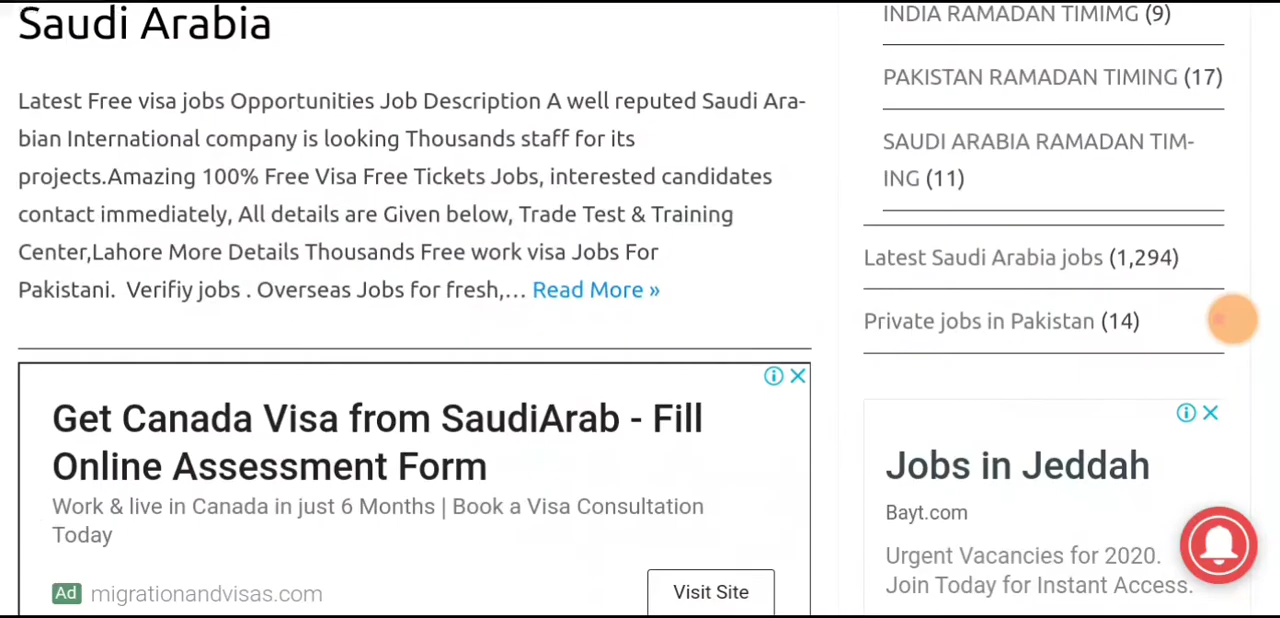 Saudi Arabia
Latest Free visa jobs Opportunities Job Description A well reputed Saudi Ara-
bian International company is looking Thousands staff for its
projects.Amazing 100% Free Visa Free Tickets Jobs, interested candidates
contact immediately, All details are Given below, Trade Test & Training
Center,Lahore More Details Thousands Free work visa Jobs For
Pakistani. Verifiy jobs . Overseas Jobs for fresh,... Read More »
Get Canada Visa from SaudiArab - Fill
Online Assessment Form
Work & live in Canada in just 6 Months | Book a Visa Consultation
Today
Ad migrationandvisas.com
Visit Site
INDIA RAMADAN TIMIMG (9)
PAKISTAN RAMADAN TIMING (17)
SAUDI ARABIA RAMADAN TIM-
ING (11)
Latest Saudi Arabia jobs (1,294)
Private jobs in Pakistan (14)
Jobs in Jeddah
Bayt.com
Urgent Vacancies for 2020.
Join Today for Instant Access.